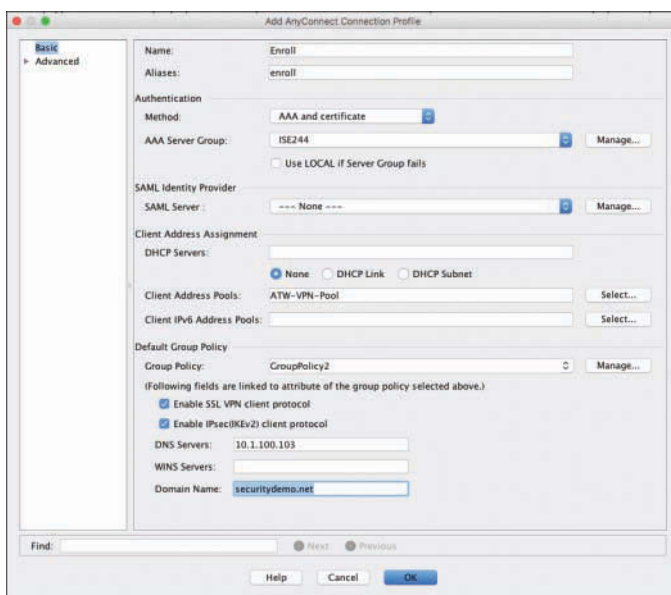 Add AnyConnect Connection Profile
Basic
Advanced
Name: Enroll
Aliases: enroll
Authentication
Method: AAA and certificate
AAA Server Group: ISE244 Manage...
Use LOCAL if Server Group fails
SAML Identity Provider
SAML Server : --- None --- Manage...
Client Address Assignment
DHCP Servers:
None DHCP Link DHCP Subnet
Client Address Pools: ATW-VPN-Pool Select...
Client IPv6 Address Pools: Select...
Default Group Policy
Group Policy: GroupPolicy2 Manage...
(Following fields are linked to attribute of the group policy selected above.)
Enable SSL VPN client protocol
Enable IPsec(IKEv2) client protocol
DNS Servers: 10.1.100.103
WINS Servers:
Domain Name: securitydemo.net
Find: Next Previous
Help Cancel OK